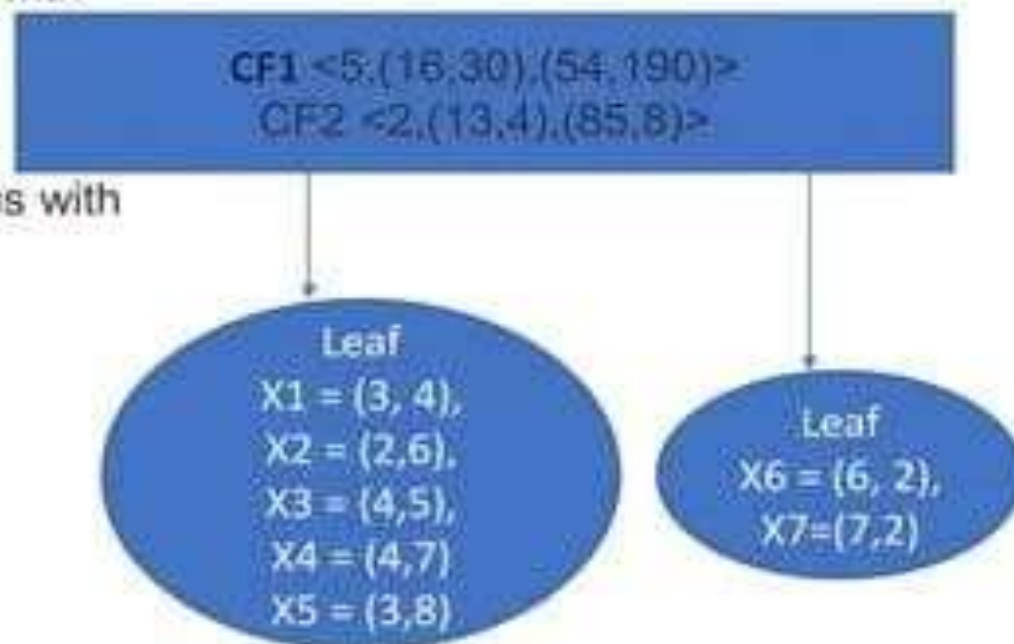 CF1 <5,(16,30),(54,190)>
CF2 <2,(13,4),(85,8)>
with
Leaf
X1 = (3, 4),
X2 = (2,6),
X3 = (4,5),
X4 = (4,7)
X5 = (3,8)
Leaf
X6 = (6, 2),
X7=(7,2)